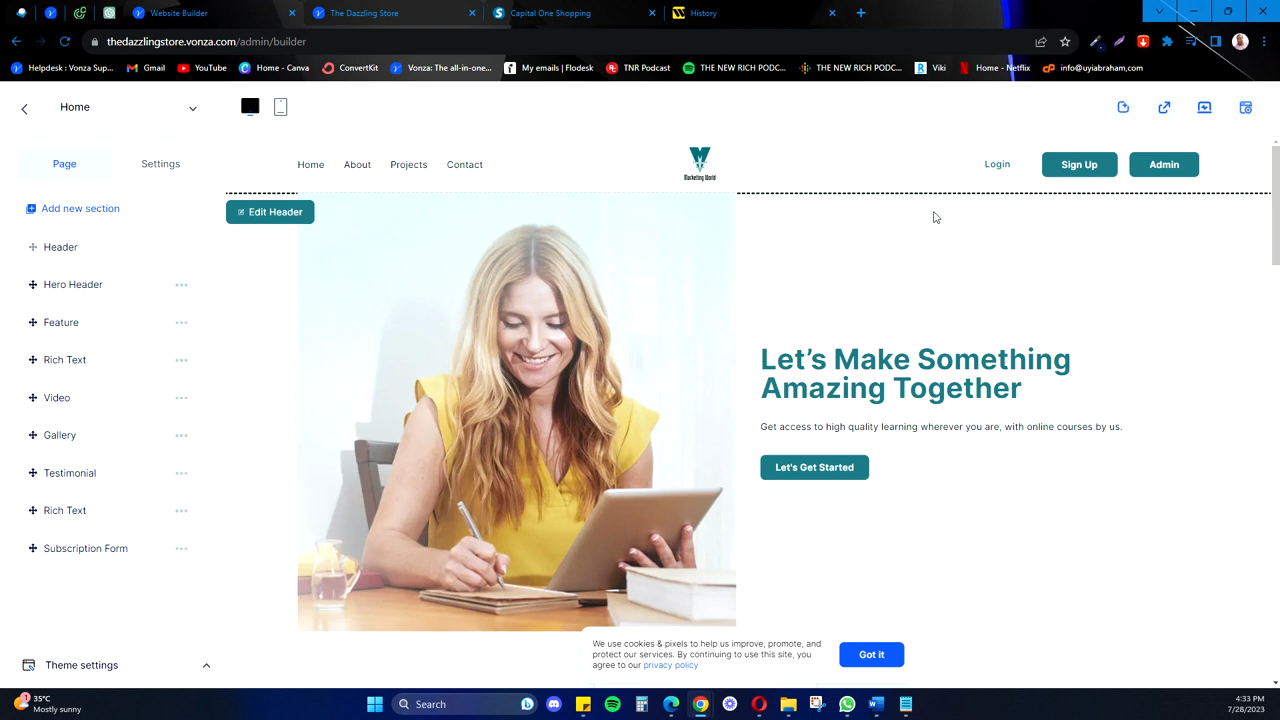 Website Builder
The Dazzling Store
Capital One Shopping
History
thedazzlingstore.vonza.com/admin/builder
Helpdesk : Vonza Sup...
Gmail
YouTube
Home - Canva
ConvertKit
Vonza: The all-in-one...
My emails | Flodesk
TNR Podcast
THE NEW RICH PODC...
THE NEW RICH PODC...
Viki
Home - Netflix
info@uyiabraham.com
Home
Page
Settings
Home
About
Projects
Contact
Marketing World
Login
Sign Up
Admin
Add new section
Edit Header
Header
Hero Header
Feature
Rich Text
Video
Gallery
Testimonial
Rich Text
Subscription Form
Let's Make Something
Amazing Together
Get access to high quality learning wherever you are, with online courses by us.
Let's Get Started
We use cookies & pixels to help us improve, promote, and
protect our services. By continuing to use this site, you
agree to our privacy policy
Got it
Theme settings
35°C
Mostly sunny
Search
4:33 PM
7/28/2023